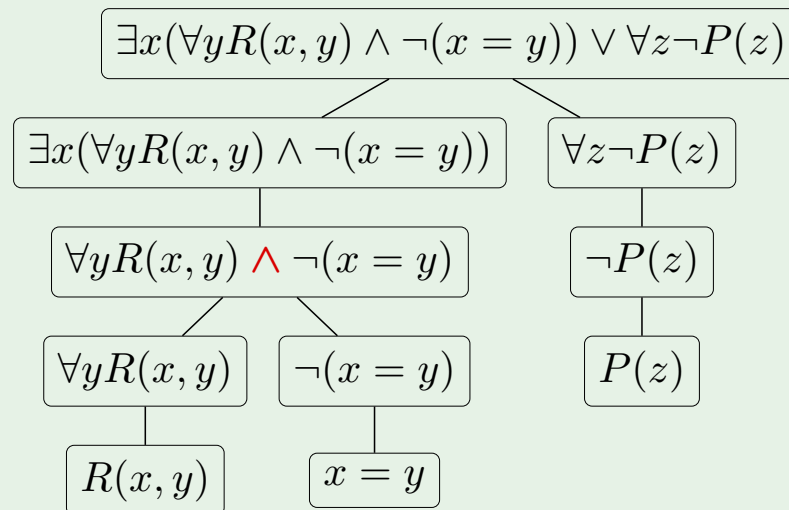 ∃x(∀yR(x, y) ∧ ¬(x = y)) ∨ ∀z¬P(z)
∃x(∀yR(x, y) ∧ ¬(x = y))
∀z¬P(z)
∀yR(x, y) ∧ ¬(x = y)
¬P(z)
∀yR(x, y)
¬(x = y)
P(z)
R(x, y)
x = y